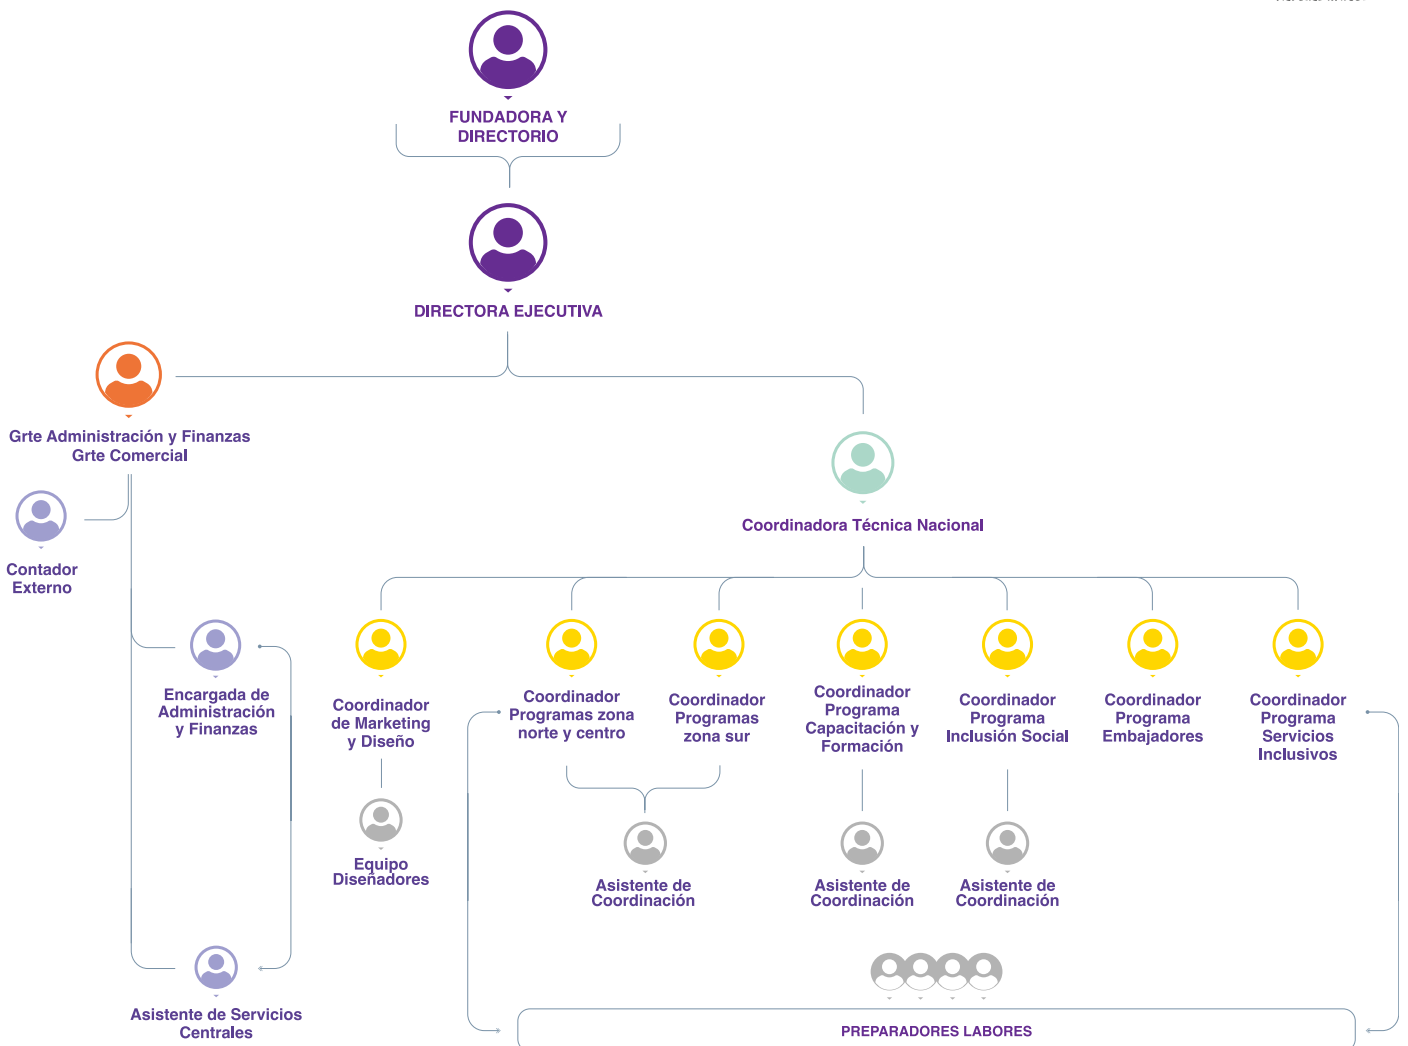 FUNDADORA Y
DIRECTORIO
DIRECTORA EJECUTIVA
Grte Administración y Finanzas
Grte Comercial
Coordinadora Técnica Nacional
Contador
Externo
Encargada de
Administración
y Finanzas
Coordinador
de Marketing
y Diseño
Coordinador
Programas zona
norte y centro
Coordinador
Programas
zona sur
Coordinador
Programa
Capacitación y
Formación
Coordinador
Programa
Inclusión Social
Coordinador
Programa
Embajadores
Coordinador
Programa
Servicios
Inclusivos
Equipo
Diseñadores
Asistente de
Coordinación
Asistente de
Coordinación
Asistente de
Coordinación
Asistente de Servicios
Centrales
PREPARADORES LABORES